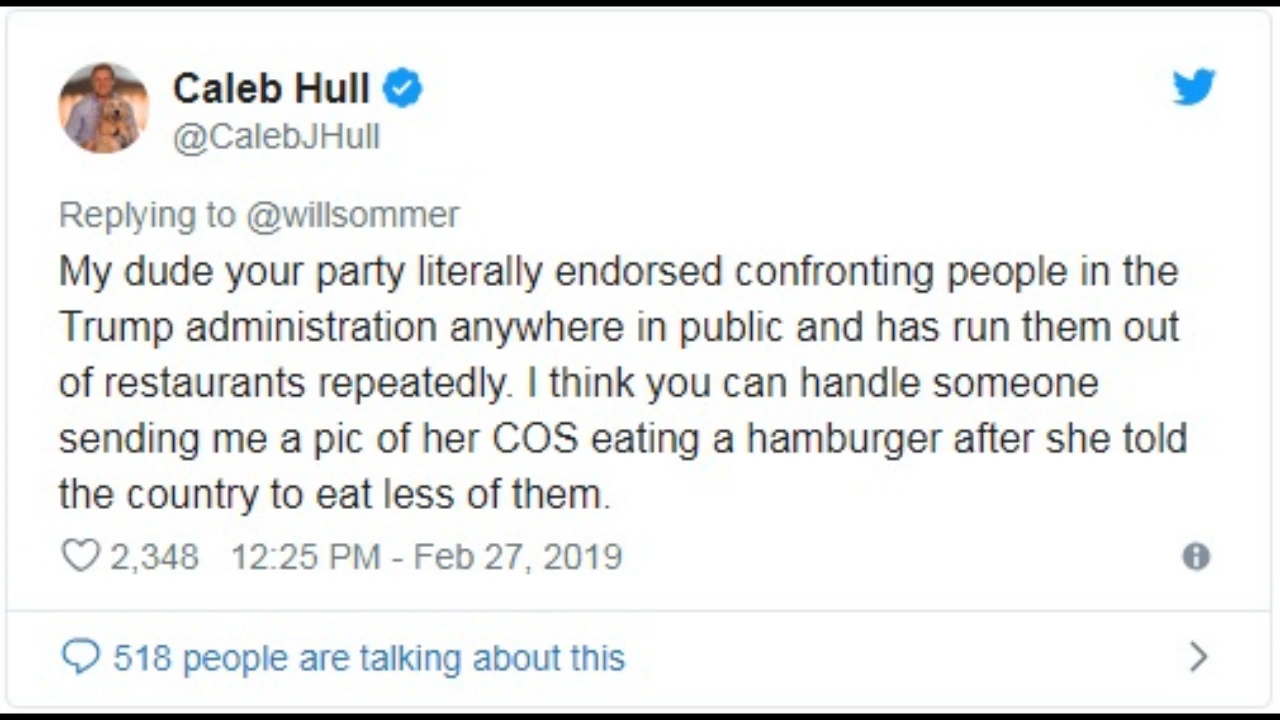 Caleb Hull
@CalebJHull
Replying to @willsommer
My dude your party literally endorsed confronting people in the
Trump administration anywhere in public and has run them out
of restaurants repeatedly. I think you can handle someone
sending me a pic of her COS eating a hamburger after she told
the country to eat less of them.
2,348 12:25 PM - Feb 27, 2019
518 people are talking about this